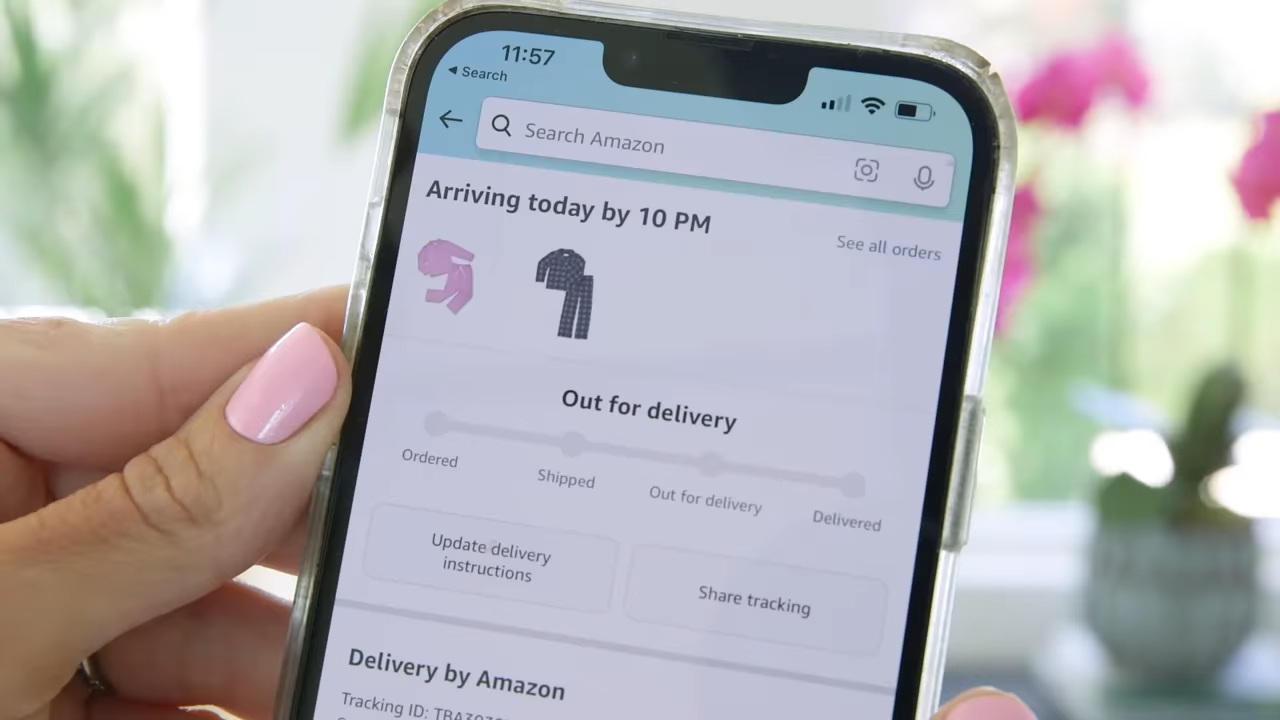 11:57
Search
Search Amazon
Arriving today by 10 PM
See all orders
Out for delivery
Ordered
Shipped
Out for delivery
Delivered
Update delivery
instructions
Share tracking
Delivery by Amazon
Tracking ID: